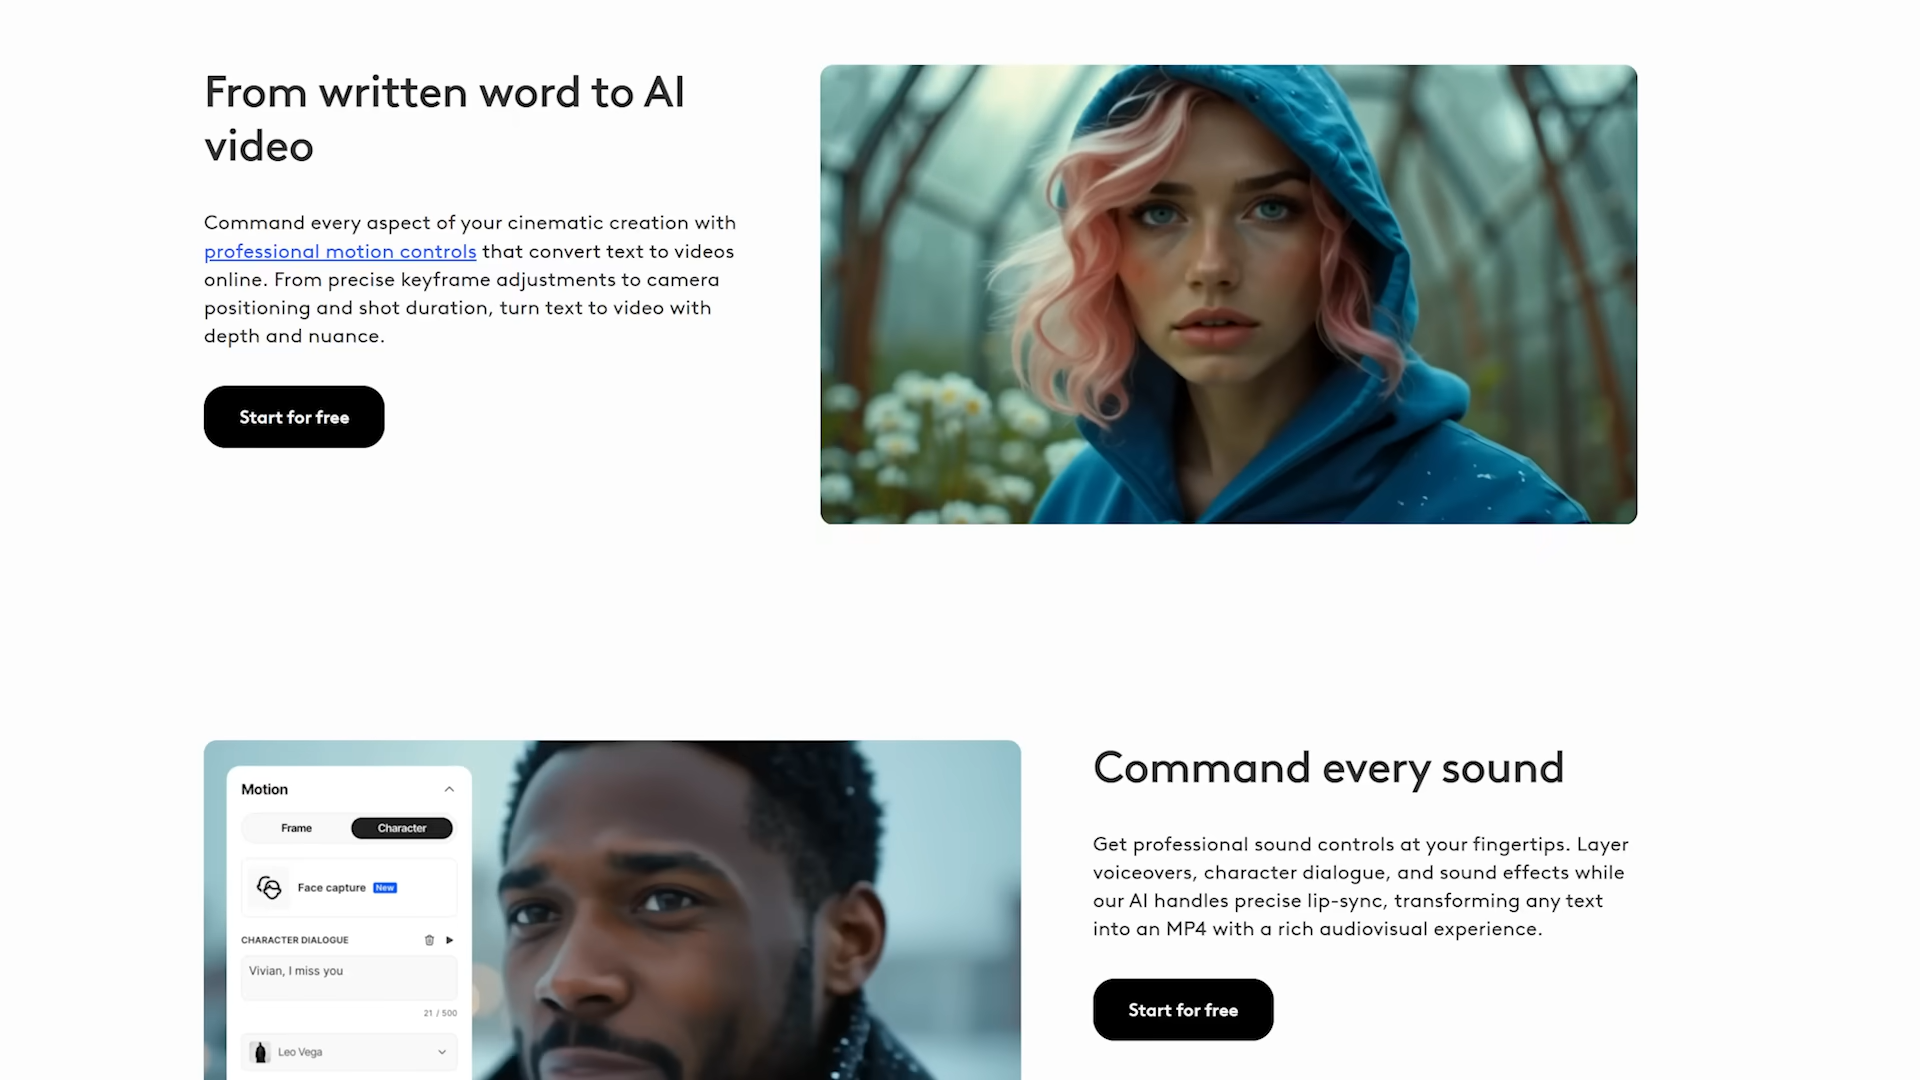 From written word to AI
video
Command every aspect of your cinematic creation with
professional motion controls that convert text to videos
online. From precise keyframe adjustments to camera
positioning and shot duration, turn text to video with
depth and nuance.
Start for free
Motion
Frame
Character
Face capture New
CHARACTER DIALOGUE
Vivian, I miss you
21 / 500
Leo Vega
Command every sound
Get professional sound controls at your fingertips. Layer
voiceovers, character dialogue, and sound effects while
our AI handles precise lip-sync, transforming any text
into an MP4 with a rich audiovisual experience.
Start for free